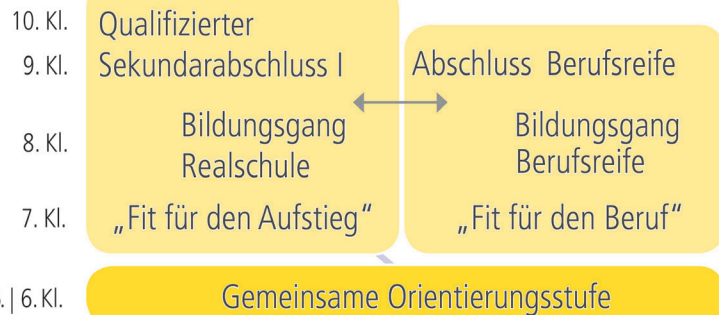 10. Kl.
Qualifizierter
9. Kl.
Sekundarabschluss I
Abschluss Berufsreife
8. Kl.
Bildungsgang
Realschule
Bildungsgang
Berufsreife
7. Kl.
„Fit für den Aufstieg“
„Fit für den Beruf“
| 6. Kl.
Gemeinsame Orientierungsstufe